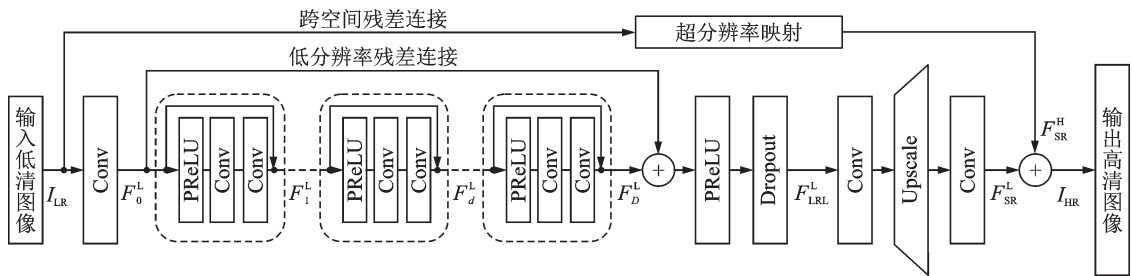 跨空间残差连接
超分辨率映射
低分辨率残差连接
输入低清图像
I_LR
Conv
F_0^L
PReLU
Conv
Conv
F_1^L
PReLU
Conv
Conv
F_d^L
PReLU
Conv
Conv
F_D^L
+
PReLU
Dropout
F_LRL^L
Conv
Upscale
Conv
F_SR^L
F_SR^H
+
I_HR
输出高清图像